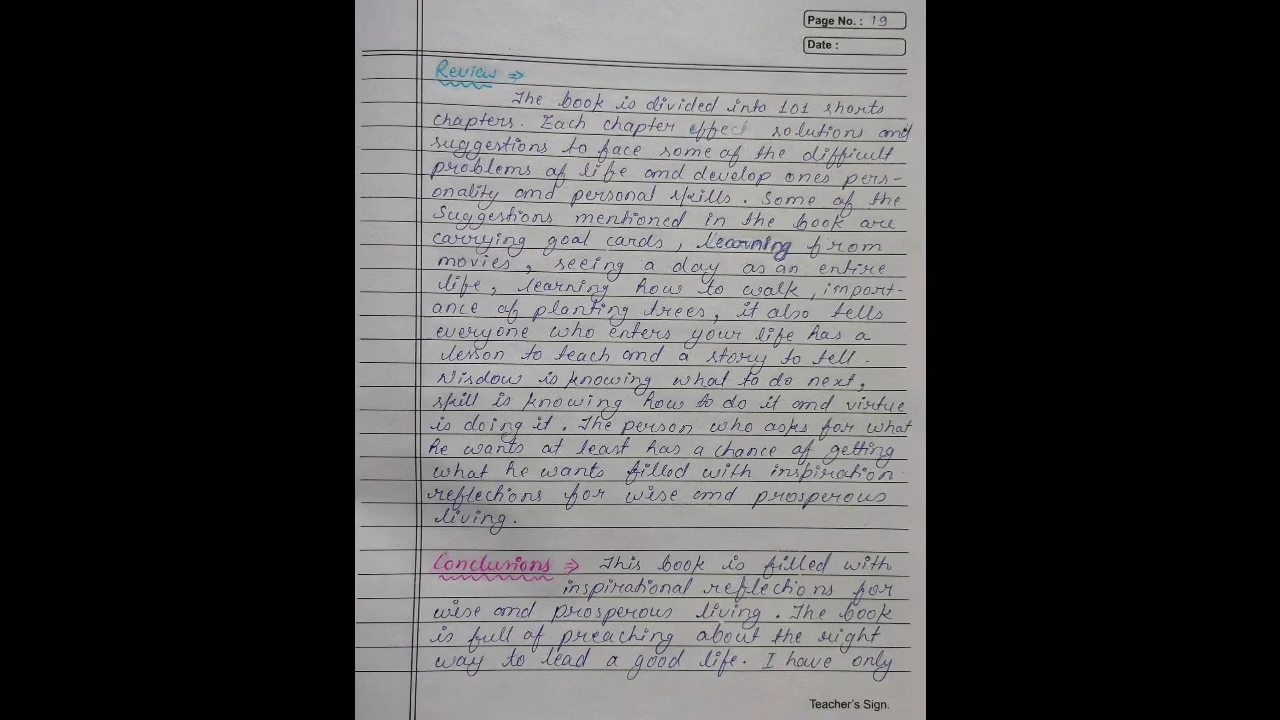 Page No. : 19
Date :
Review ⇒
The book is divided into 101 shorts
chapters. Each chapter effect solutions and
suggestions to face some of the difficult
problems of life and develop ones pers-
onality and personal skills. Some of the
Suggestions mentioned in the book are
carrying goal cards, learning from
movies, seeing a day as an entire
life, learning how to walk, import-
ance of planting trees, it also tells
everyone who enters your life has a
lesson to teach and a story to tell.
Wisdow is knowing what to do next,
skill is knowing how to do it and virtue
is doing it. The person who asks for what
he wants at least has a chance of getting
what he wants filled with inspiration
reflections for wise and prosperous
living.
Conclusions ⇒ This book is filled with
inspirational reflections for
wise and prosperous living. The book
is full of preaching about the right
way to lead a good life. I have only
Teacher's Sign.